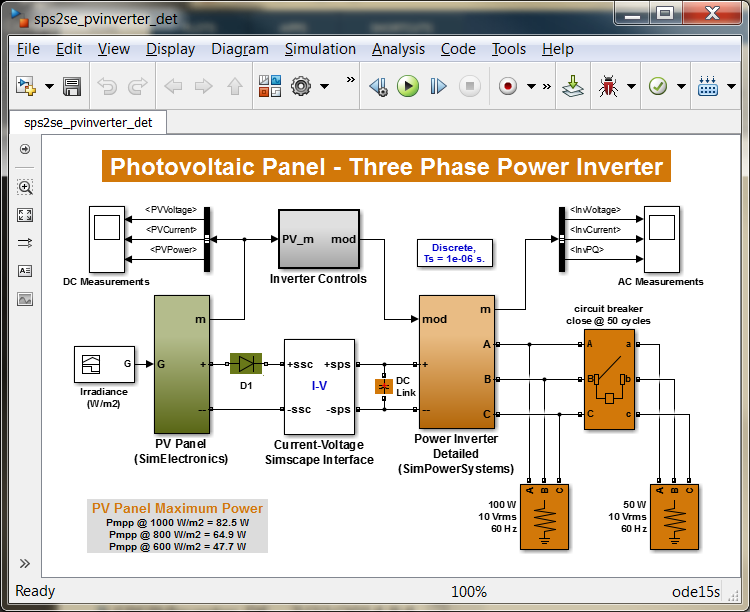 sps2se_pvinverter_det
File Edit View Display Diagram Simulation Analysis Code Tools Help
sps2se_pvinverter_det
Photovoltaic Panel - Three Phase Power Inverter
<PVVoltage>
<PVCurrent>
<PVPower>
DC Measurements
PV_m mod
Inverter Controls
Discrete,
Ts = 1e-06 s.
<InvVoltage>
<InvCurrent>
<InvPQ>
AC Measurements
G
Irradiance
(W/m2)
m
G +
--
PV Panel
(SimElectronics)
D1
+ssc +sps
I-V
-ssc -sps
Current-Voltage
Simscape Interface
DC
Link
m
mod
A
+
B
--
C
Power Inverter
Detailed
(SimPowerSystems)
circuit breaker
close @ 50 cycles
A a
B b
C c
A B C
100 W
10 Vrms
60 Hz
A B C
50 W
10 Vrms
60 Hz
PV Panel Maximum Power
Pmpp @ 1000 W/m2 = 82.5 W
Pmpp @ 800 W/m2 = 64.9 W
Pmpp @ 600 W/m2 = 47.7 W
Ready 100% ode15s